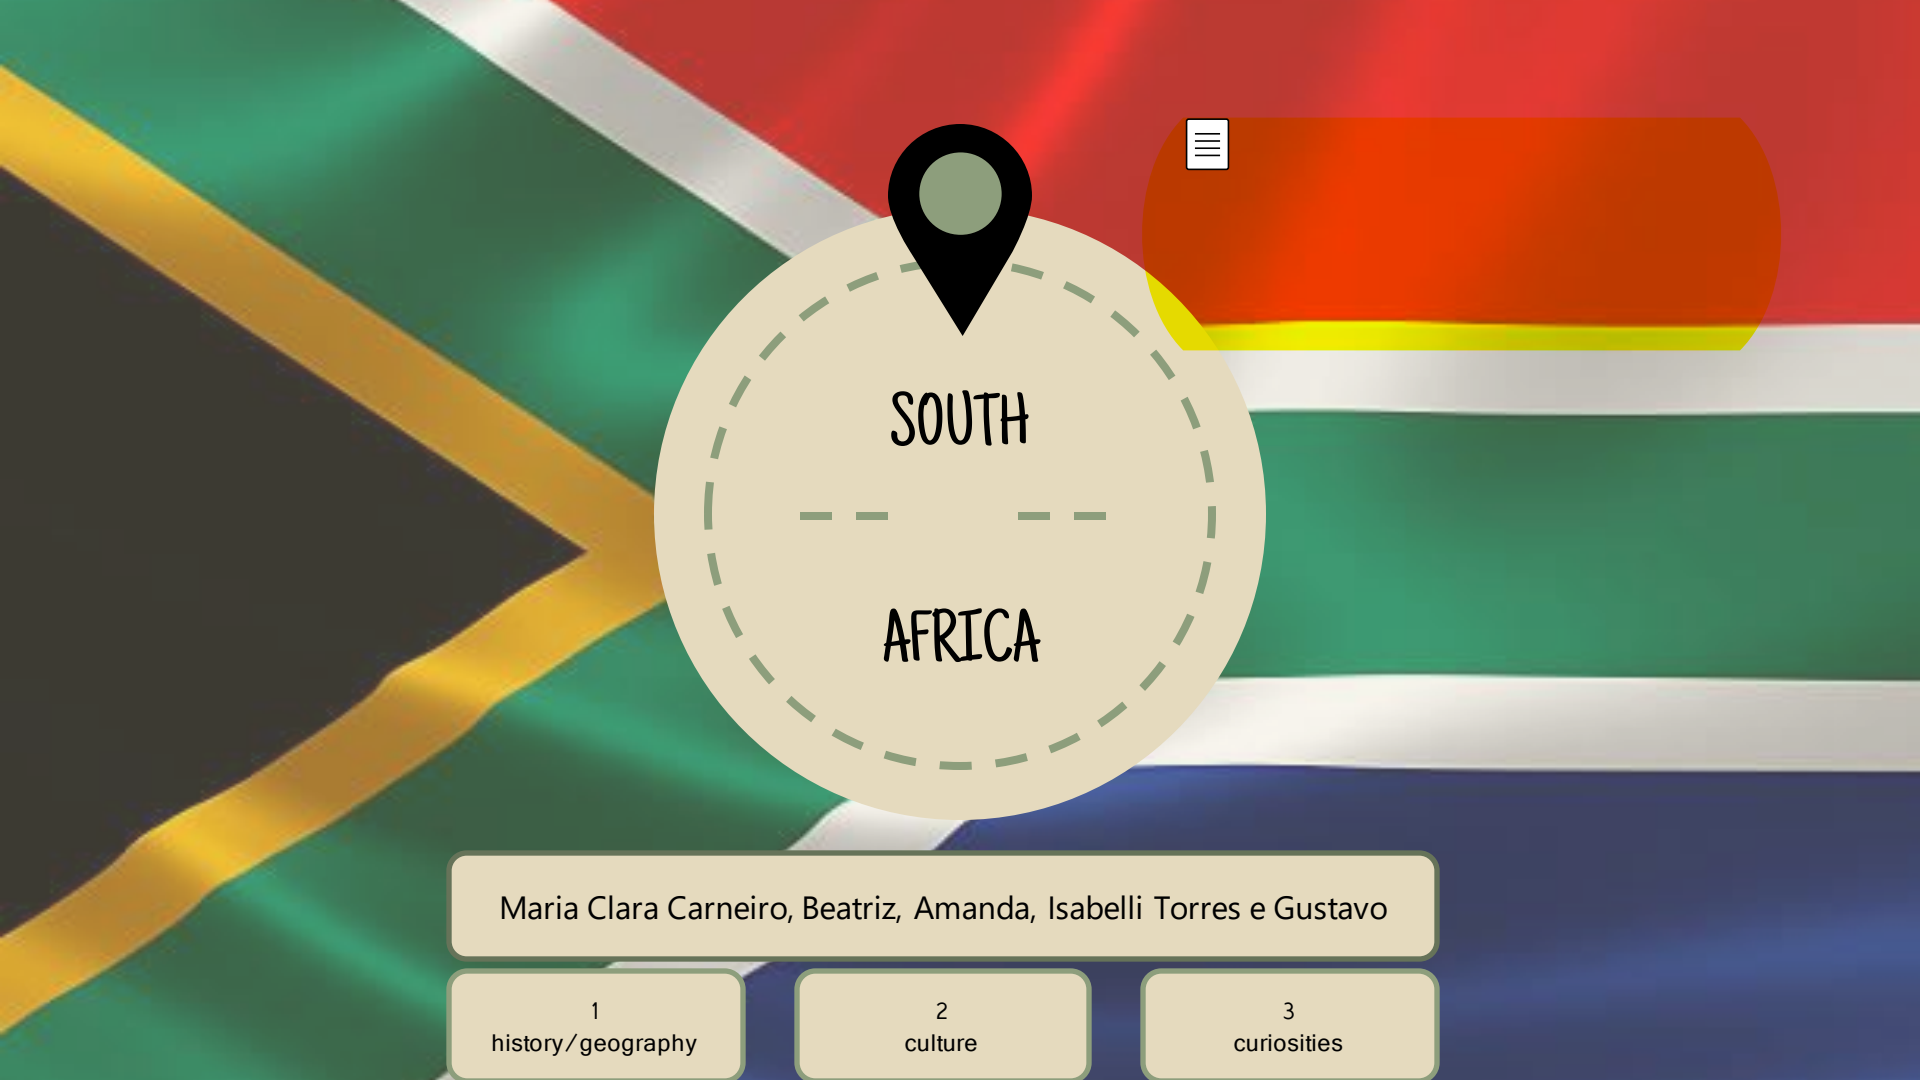 SOUTH
AFRICA
Maria Clara Carneiro, Beatriz, Amanda, Isabelli Torres e Gustavo
1
history/geography
2
culture
3
curiosities